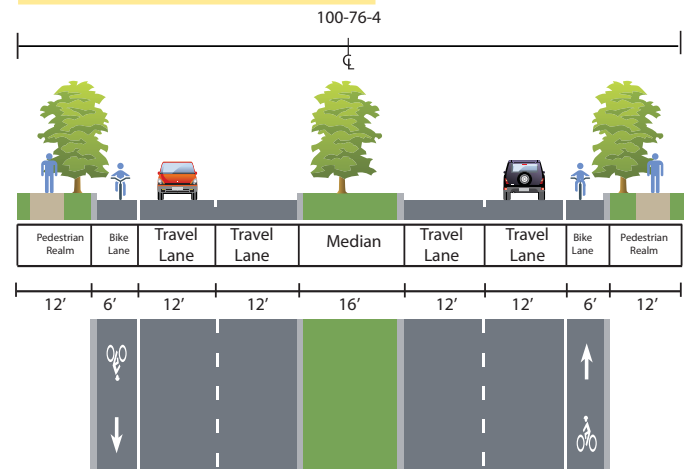 100-76-4
℄
Pedestrian
Realm
Bike
Lane
Travel
Lane
Travel
Lane
Median
Travel
Lane
Travel
Lane
Bike
Lane
Pedestrian
Realm
12’ 6’ 12’ 12’ 16’ 12’ 12’ 6’ 12’